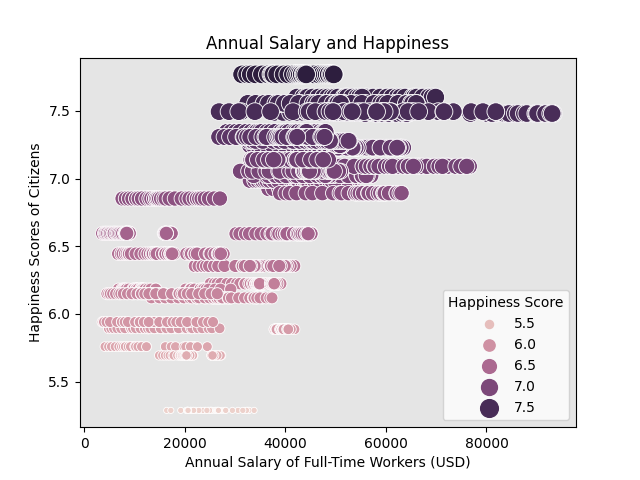 Annual Salary and Happiness
Happiness Scores of Citizens
7.5
7.0
6.5
6.0
5.5
Happiness Score
5.5
6.0
6.5
7.0
7.5
0 20000 40000 60000 80000
Annual Salary of Full-Time Workers (USD)